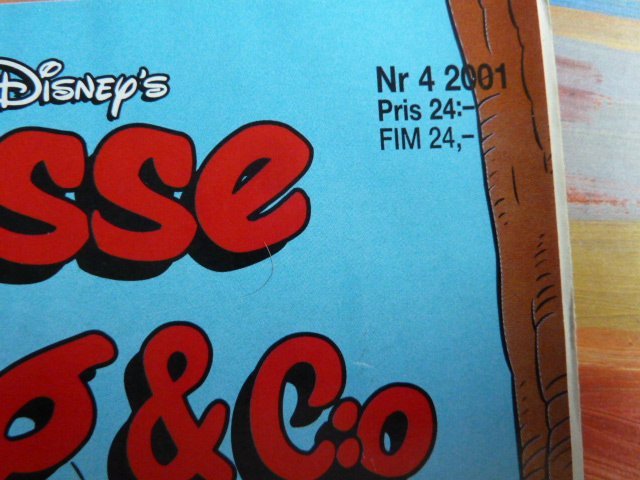 Disney's
Nr 4 2001
Pris 24:-
FIM 24,-
sse
& C:o